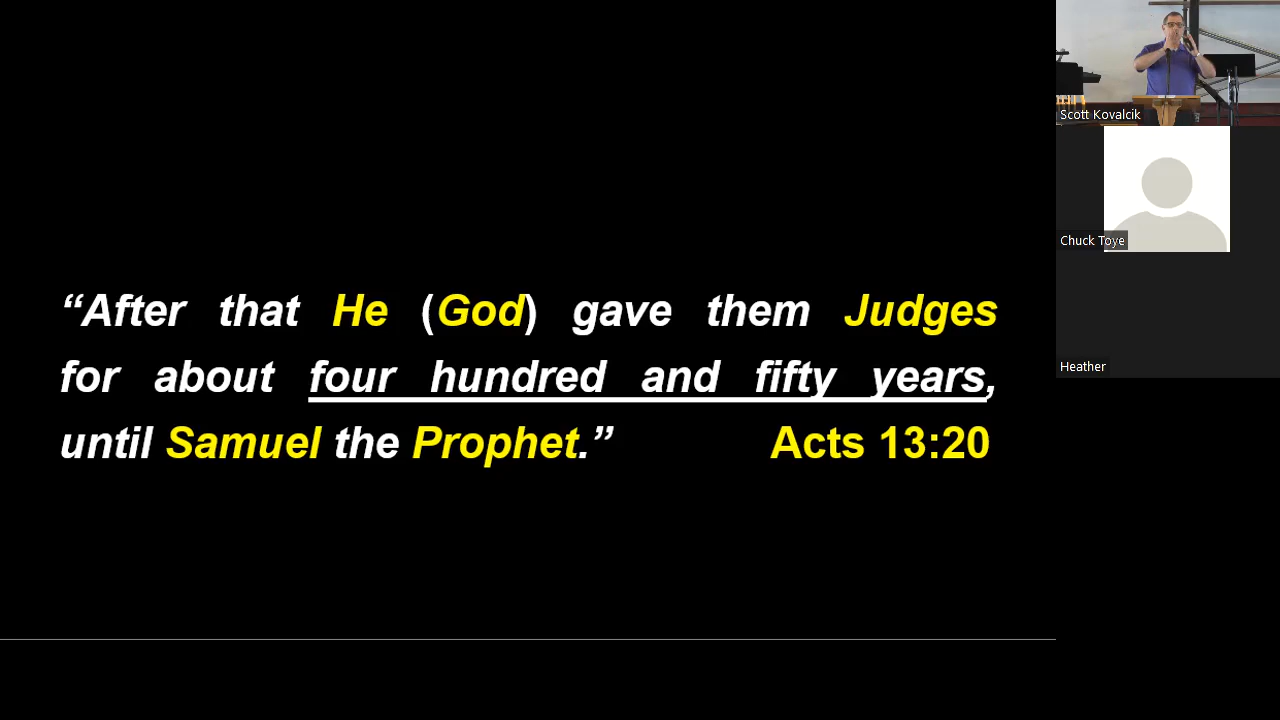 “After that He (God) gave them Judges
for about four hundred and fifty years,
until Samuel the Prophet.” Acts 13:20
Scott Kovalcik
Chuck Toye
Heather